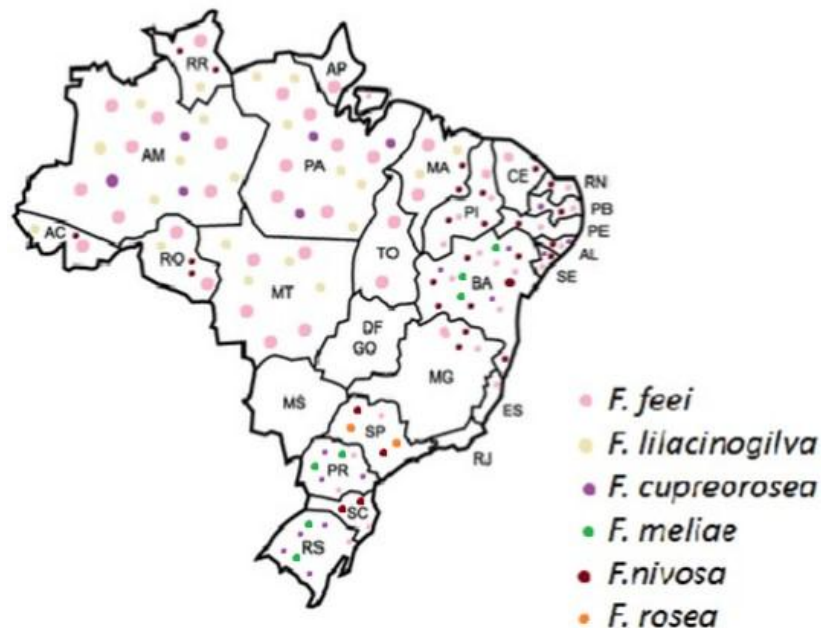 RR
AP
AM
PA
MA
CE
RN
PB
PI
PE
AC
AL
TO
RO
SE
BA
MT
DF
GO
MG
MS
ES
SP
RJ
PR
SC
RS
F. feei
F. lilacinogilva
F. cupreorosea
F. meliae
F.nivosa
F. rosea